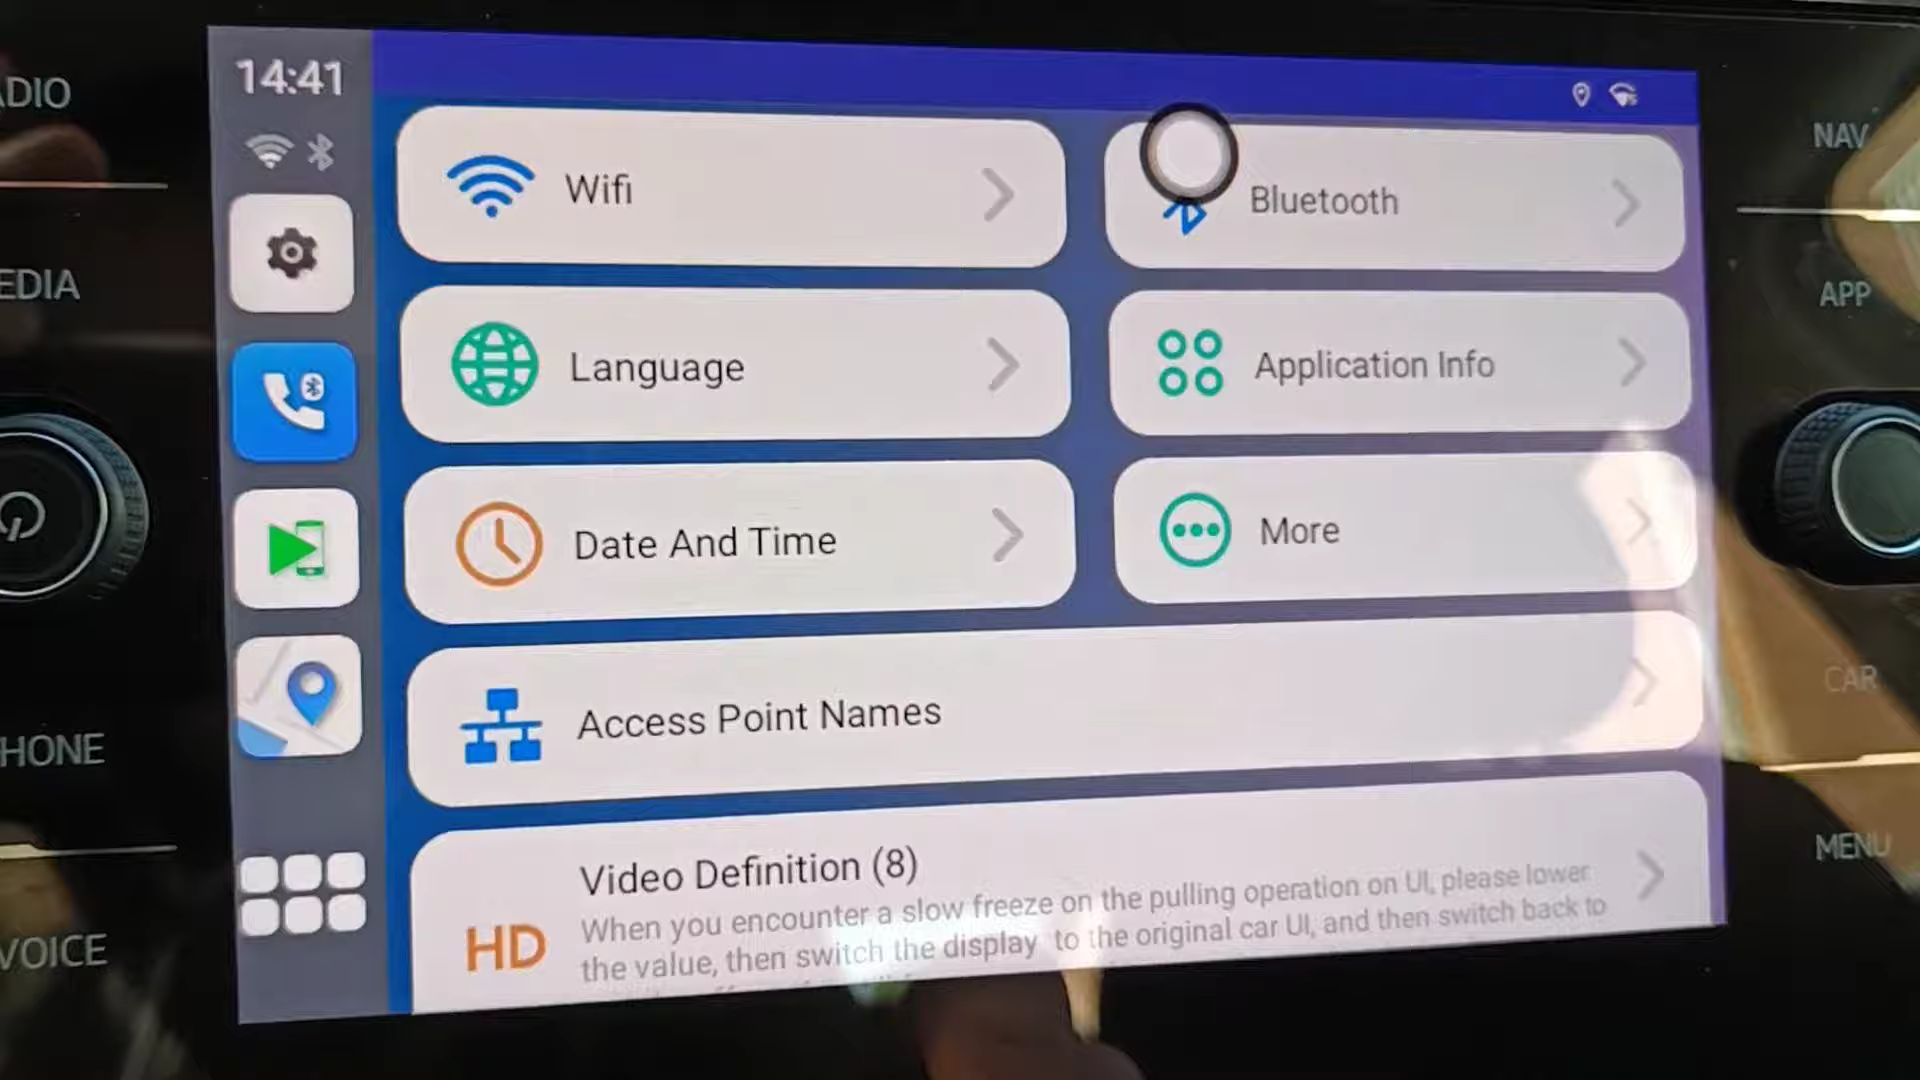 14:41
Wifi
Bluetooth
Language
Application Info
Date And Time
More
Access Point Names
Video Definition (8)
HD
When you encounter a slow freeze on the pulling operation on UI, please lower
the value, then switch the display to the original car UI, and then switch back to
ADIO
EDIA
HONE
VOICE
NAV
APP
CAR
MENU